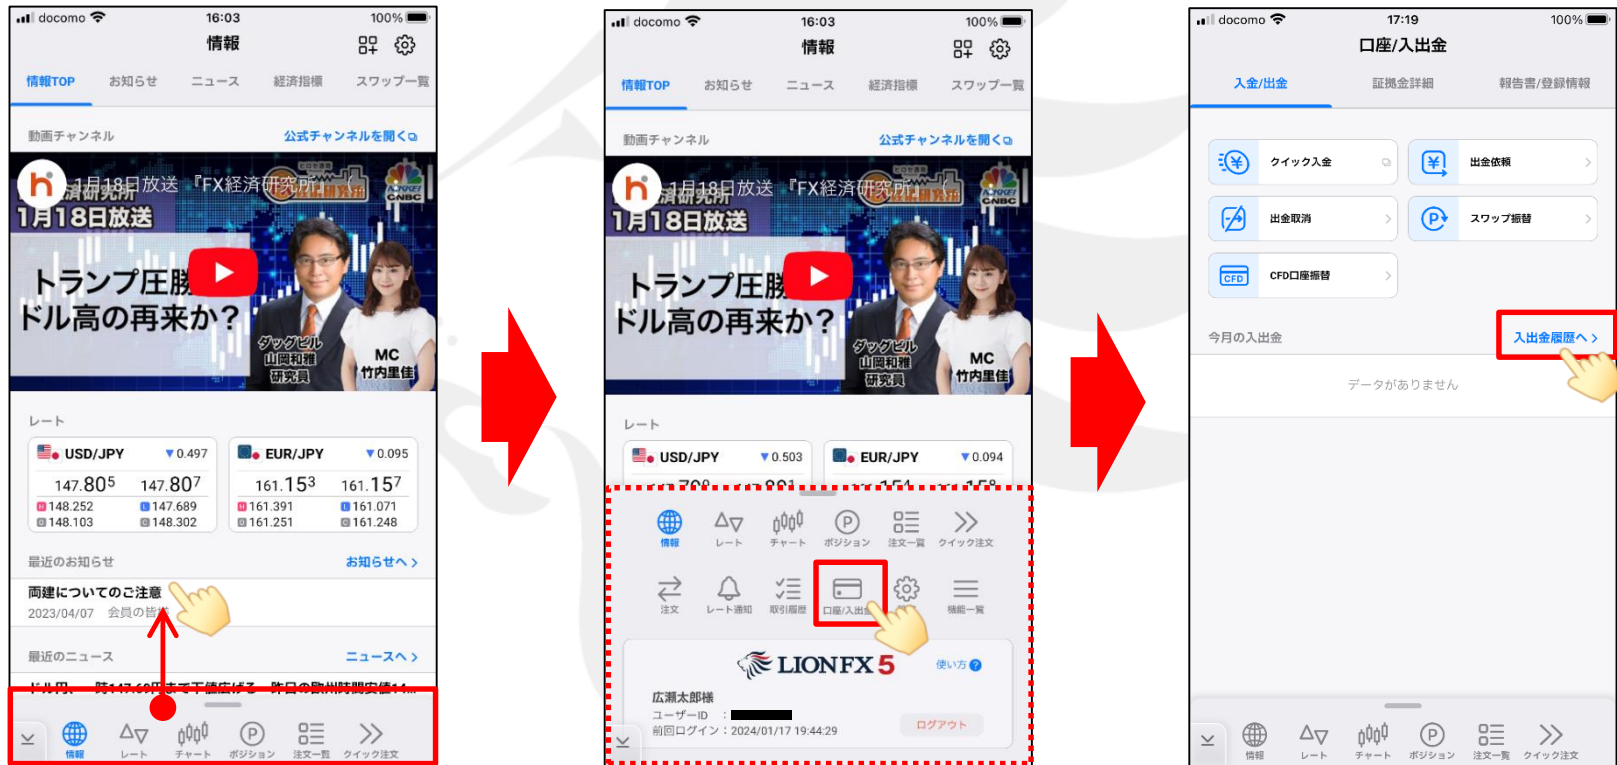 docomo 16:03 100%
情報
情報TOP お知らせ ニュース 経済指標 スワップ一覧
動画チャンネル 公式チャンネルを開く
1月18日放送 『FX経済研究所』
1月18日放送
トランプ圧勝
ドル高の再来か?
ダッグビル
山岡和雅
研究員
MC
竹内里佳
レート
USD/JPY ▼0.497
147.805 147.807
H 148.252 L 147.689
O 148.103 C 148.302
EUR/JPY ▼0.095
161.153 161.157
H 161.391 L 161.071
O 161.251 C 161.248
最近のお知らせ お知らせへ >
両建についてのご注意
2023/04/07 会員の皆様
最近のニュース ニュースへ >
情報 レート チャート ポジション 注文一覧 クイック注文
docomo 16:03 100%
情報
情報TOP お知らせ ニュース 経済指標 スワップ一覧
動画チャンネル 公式チャンネルを開く
1月18日放送 『FX経済研究所』
1月18日放送
トランプ圧勝
ドル高の再来か?
ダッグビル
山岡和雅
研究員
MC
竹内里佳
レート
USD/JPY ▼0.503
EUR/JPY ▼0.094
情報 レート チャート ポジション 注文一覧 クイック注文
注文 レート通知 取引履歴 口座/入出金 機能一覧
LION FX 5 使い方 ?
広瀬太郎様
ユーザーID :
前回ログイン : 2024/01/17 19:44:29
ログアウト
docomo 17:19 100%
口座/入出金
入金/出金 証拠金詳細 報告書/登録情報
クイック入金 出金依頼
出金取消 スワップ振替
CFD CFD口座振替
今月の入出金 入出金履歴へ >
データがありません
情報 レート チャート ポジション 注文一覧 クイック注文